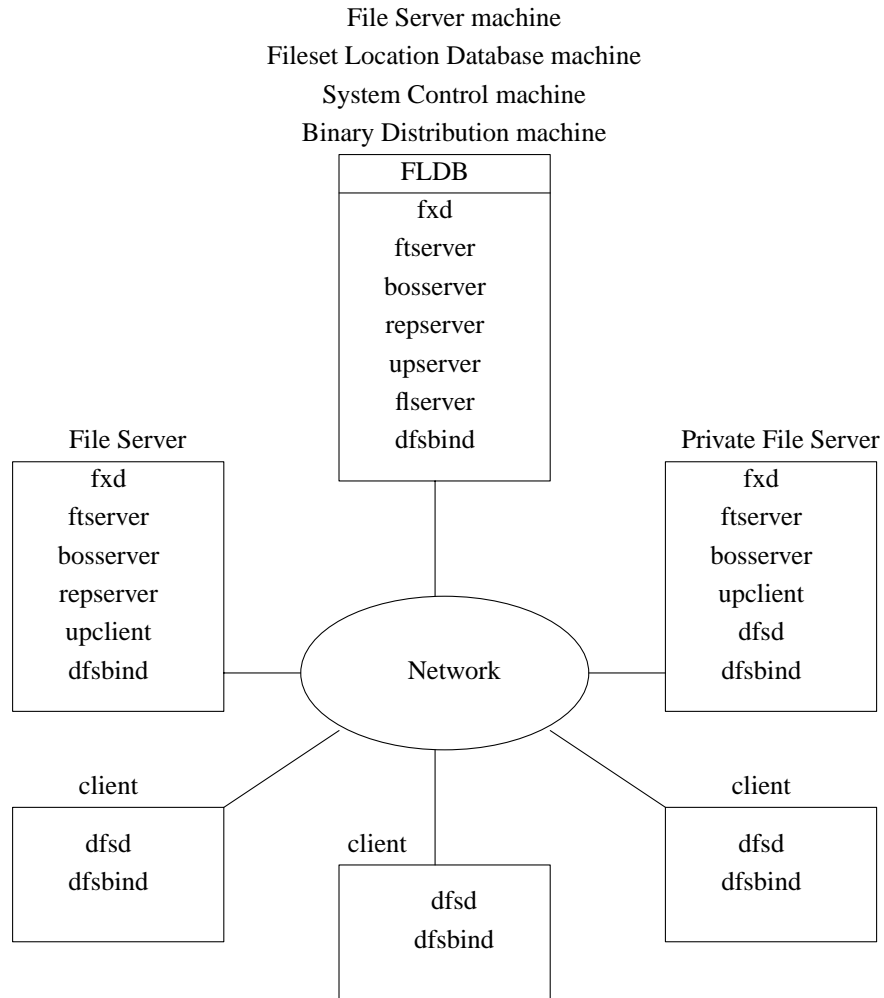 File Server machine
Fileset Location Database machine
System Control machine
Binary Distribution machine
FLDB
fxd
ftserver
bosserver
repserver
upserver
flserver
dfsbind
File Server
fxd
ftserver
bosserver
repserver
upclient
dfsbind
Private File Server
fxd
ftserver
bosserver
upclient
dfsd
dfsbind
Network
client
dfsd
dfsbind
client
dfsd
dfsbind
client
dfsd
dfsbind